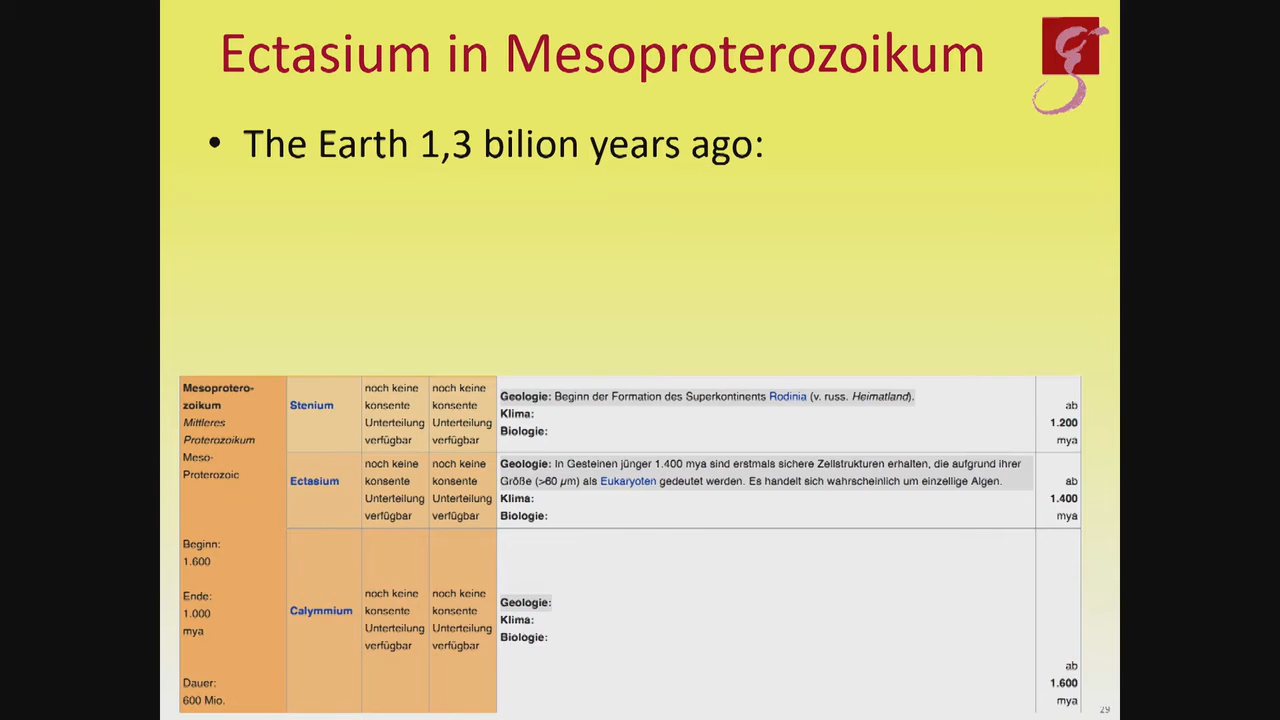 Ectasium in Mesoproterozoikum
• The Earth 1,3 bilion years ago:
Mesoprotero-
zoikum
Mittleres
Proterozoikum
Meso-
Proterozoic
Beginn:
1.600
Ende:
1.000
mya
Dauer:
600 Mio.
Stenium
noch keine
konsente
Unterteilung
verfügbar
noch keine
konsente
Unterteilung
verfügbar
Geologie: Beginn der Formation des Superkontinents Rodinia (v. russ. Heimatland).
Klima:
Biologie:
ab
1.200
mya
Ectasium
noch keine
konsente
Unterteilung
verfügbar
noch keine
konsente
Unterteilung
verfügbar
Geologie: In Gesteinen jünger 1.400 mya sind erstmals sichere Zellstrukturen erhalten, die aufgrund ihrer
Größe (>60 µm) als Eukaryoten gedeutet werden. Es handelt sich wahrscheinlich um einzellige Algen.
Klima:
Biologie:
ab
1.400
mya
Calymmium
noch keine
konsente
Unterteilung
verfügbar
noch keine
konsente
Unterteilung
verfügbar
Geologie:
Klima:
Biologie:
ab
1.600
mya
29